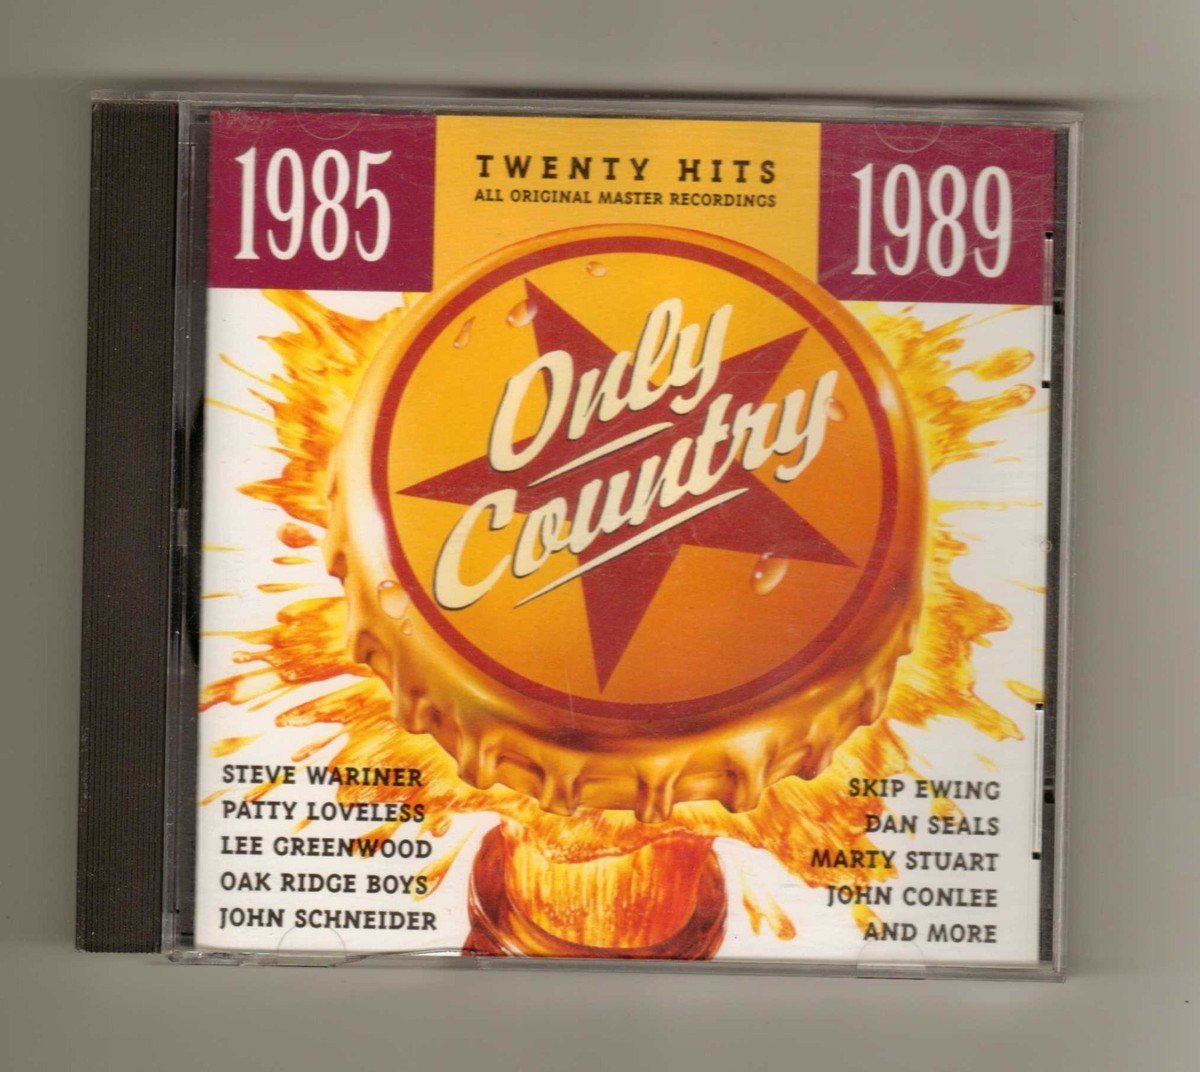 1985
TWENTY HITS
ALL ORIGINAL MASTER RECORDINGS
1989
Only
Country
STEVE WARINER
PATTY LOVELESS
LEE GREENWOOD
OAK RIDGE BOYS
JOHN SCHNEIDER
SKIP EWING
DAN SEALS
MARTY STUART
JOHN CONLEE
AND MORE